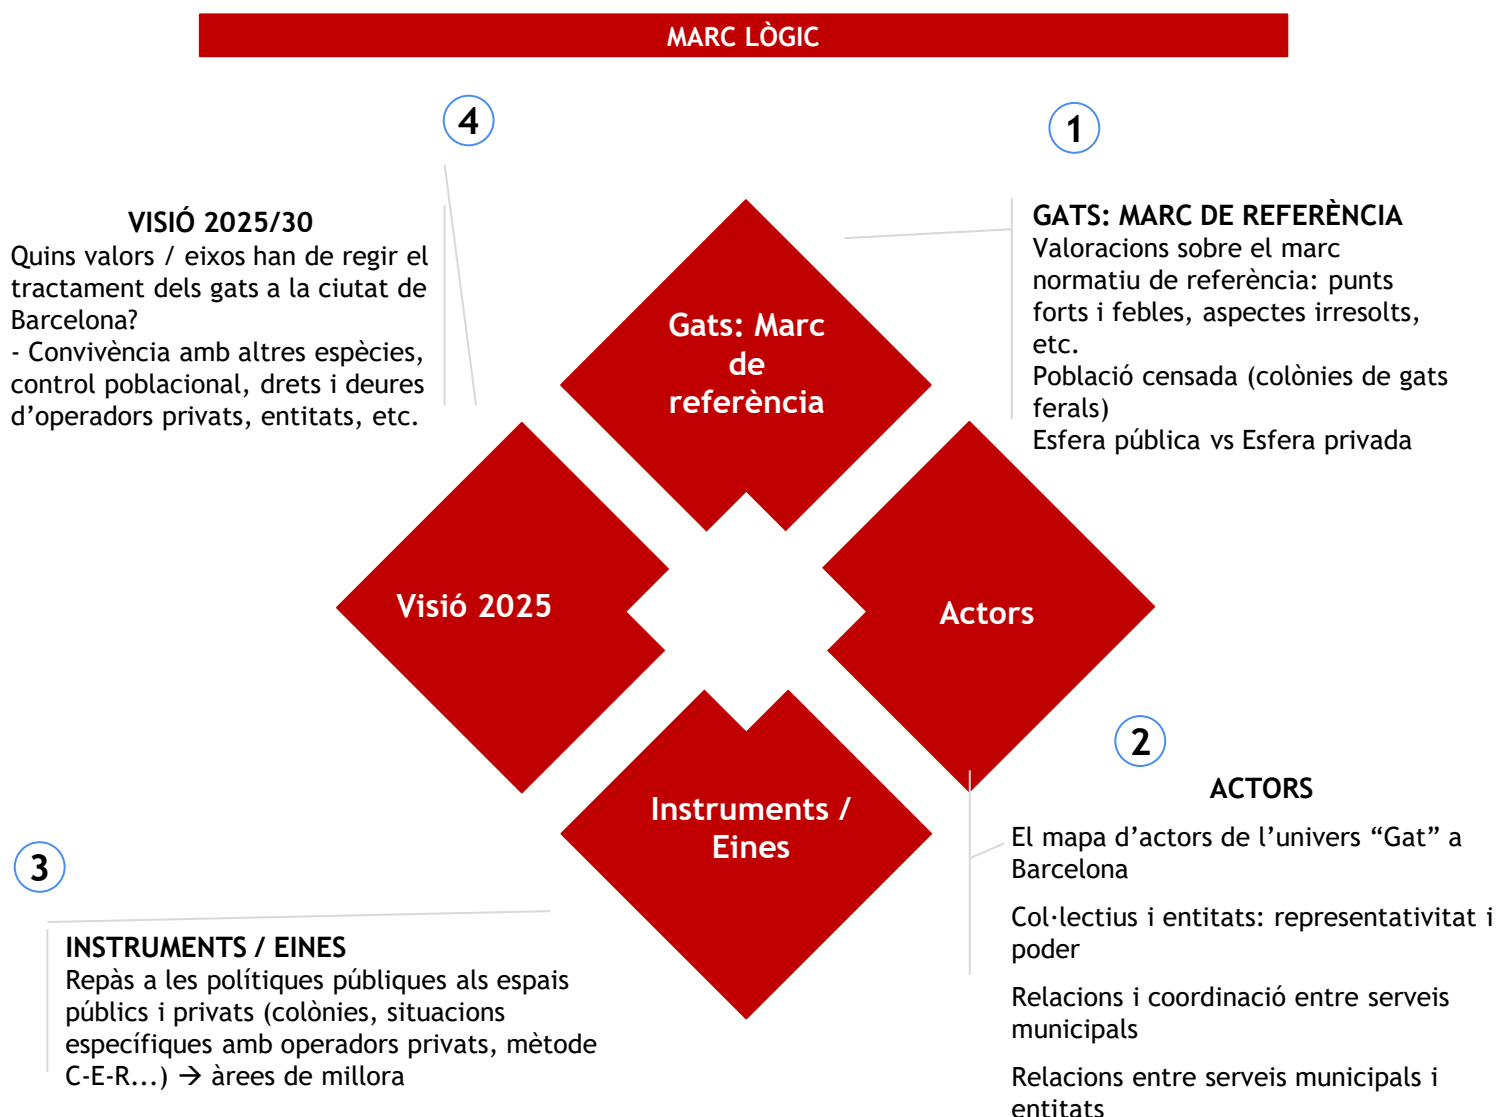 MARC LÒGIC
4
1
VISIÓ 2025/30
Quins valors / eixos han de regir el
tractament dels gats a la ciutat de
Barcelona?
- Convivència amb altres espècies,
control poblacional, drets i deures
d’operadors privats, entitats, etc.
GATS: MARC DE REFERÈNCIA
Valoracions sobre el marc
normatiu de referència: punts
forts i febles, aspectes irresolts,
etc.
Població censada (colònies de gats
ferals)
Esfera pública vs Esfera privada
Gats: Marc
de
referència
Visió 2025
Actors
Instruments /
Eines
2
ACTORS
El mapa d’actors de l’univers “Gat” a
Barcelona
Col·lectius i entitats: representativitat i
poder
Relacions i coordinació entre serveis
municipals
Relacions entre serveis municipals i
entitats
3
INSTRUMENTS / EINES
Repàs a les polítiques públiques als espais
públics i privats (colònies, situacions
específiques amb operadors privats, mètode
C-E-R...) → àrees de millora